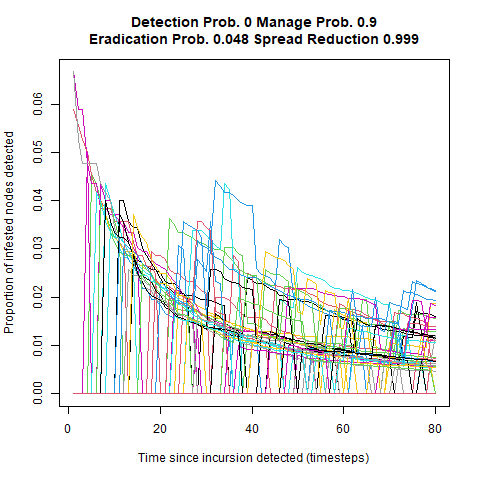 Detection Prob. 0 Manage Prob. 0.9
Eradication Prob. 0.048 Spread Reduction 0.999
Proportion of infested nodes detected
0.06
0.05
0.04
0.03
0.02
0.01
0.00
0 20 40 60 80
Time since incursion detected (timesteps)